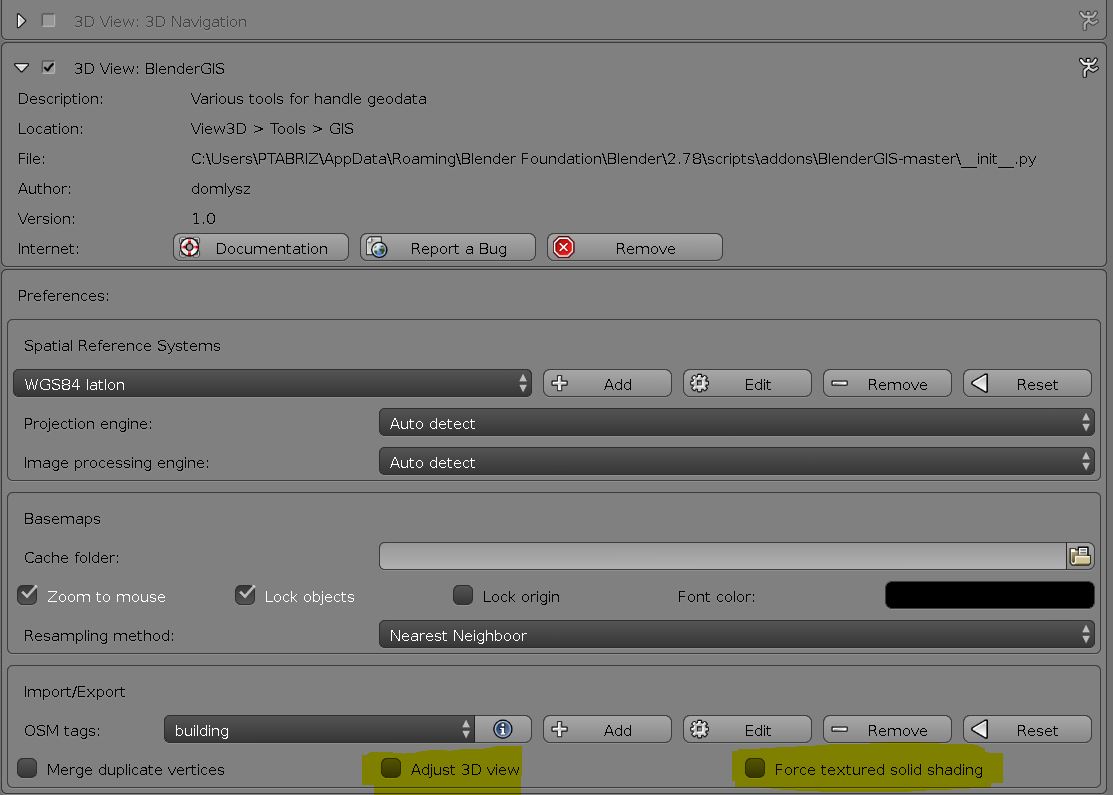 3D View: 3D Navigation
3D View: BlenderGIS
Description: Various tools for handle geodata
Location: View3D > Tools > GIS
File: C:\Users\PTABRIZ\AppData\Roaming\Blender Foundation\Blender\2.78\scripts\addons\BlenderGIS-master\__init__.py
Author: domlysz
Version: 1.0
Internet: Documentation Report a Bug Remove
Preferences:
Spatial Reference Systems
WGS84 latlon Add Edit Remove Reset
Projection engine: Auto detect
Image processing engine: Auto detect
Basemaps
Cache folder:
Zoom to mouse Lock objects Lock origin Font color:
Resampling method: Nearest Neighboor
Import/Export
OSM tags: building Add Edit Remove Reset
Merge duplicate vertices Adjust 3D view Force textured solid shading